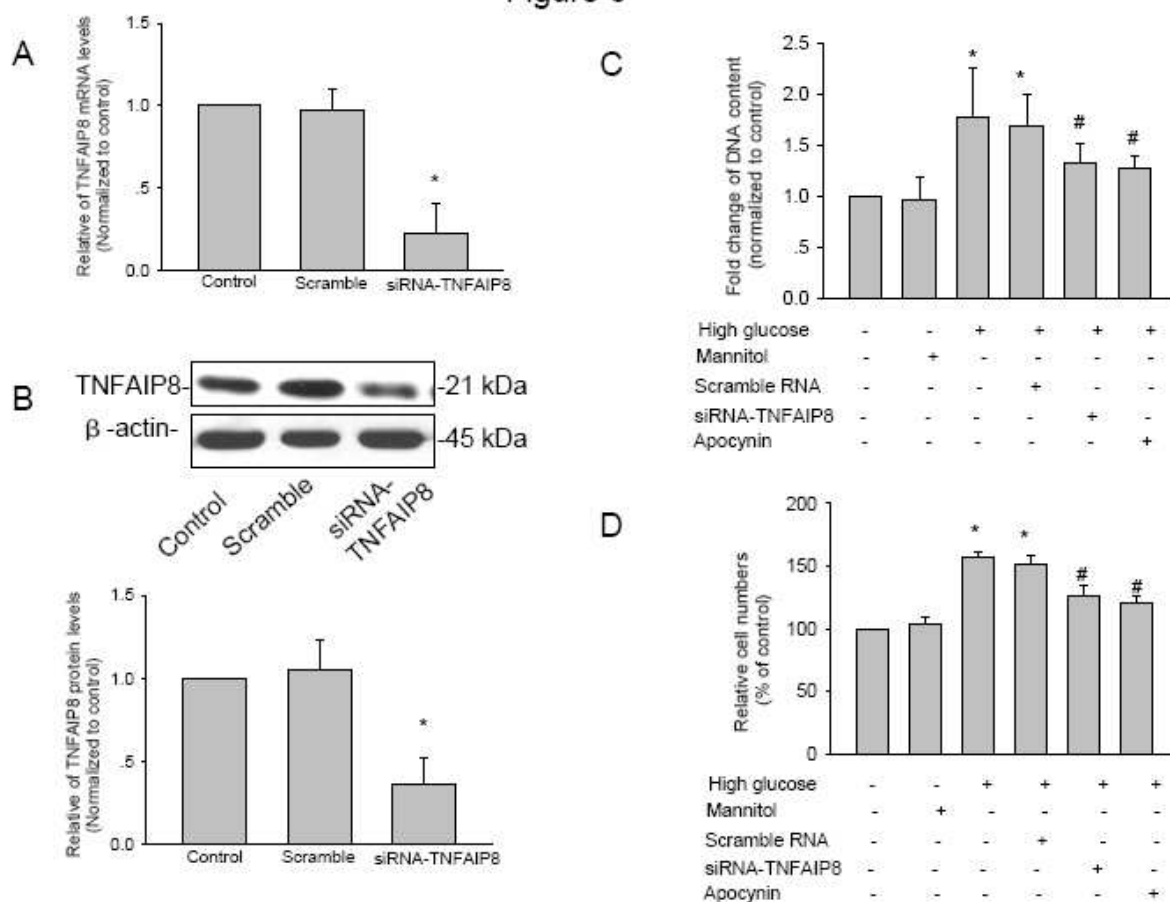 A
Relative of TNFAIP8 mRNA levels
(Normalized to control)
1.5
1.0
.5
0.0
*
Control Scramble siRNA-TNFAIP8
B
TNFAIP8- -21 kDa
β -actin- -45 kDa
Control Scramble siRNA-
TNFAIP8
Relative of TNFAIP8 protein levels
(Normalized to control)
1.5
1.0
.5
0.0
*
Control Scramble siRNA-TNFAIP8
C
Fold change of DNA content
(normalized to control)
2.5
2.0
1.5
1.0
.5
0.0
* * # #
High glucose - - + + + +
Mannitol - + - - - -
Scramble RNA - - - + - -
siRNA-TNFAIP8 - - - - + -
Apocynin - - - - - +
D
Relative cell numbers
(% of control)
200
150
100
50
0
* * # #
High glucose - - + + + +
Mannitol - + - - - -
Scramble RNA - - - + - -
siRNA-TNFAIP8 - - - - + -
Apocynin - - - - - +